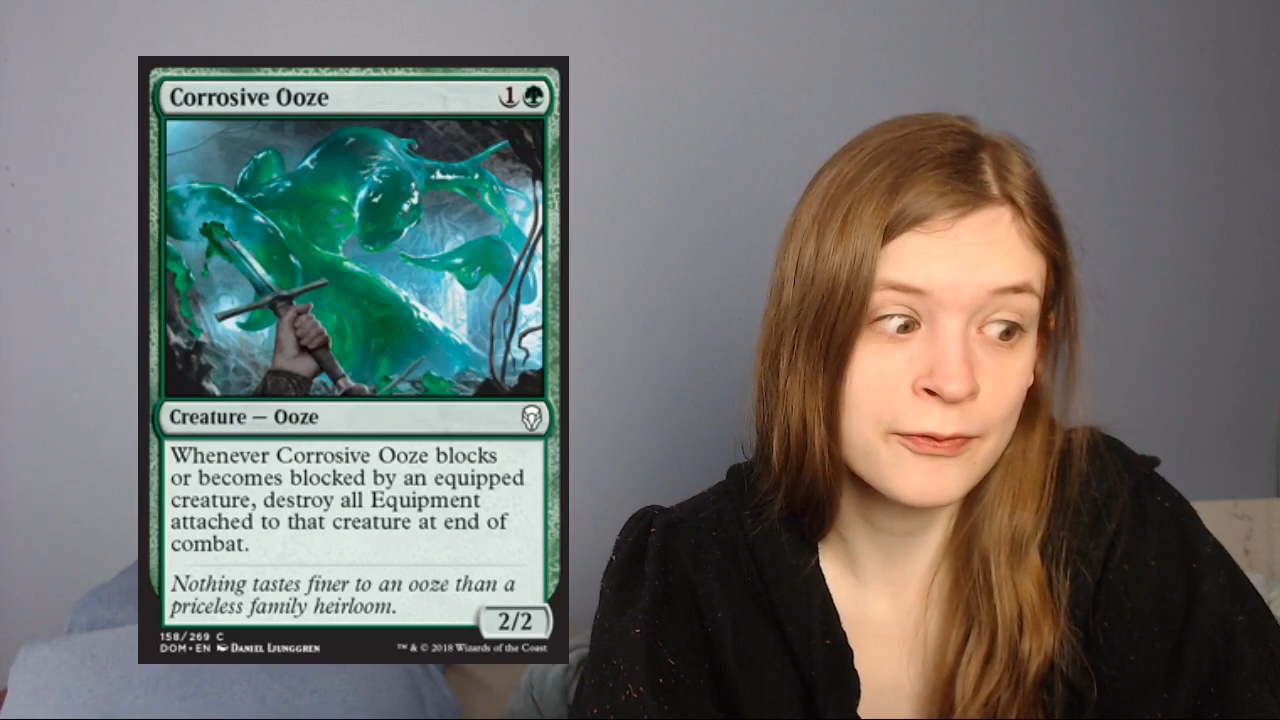 Corrosive Ooze 1
Creature — Ooze
Whenever Corrosive Ooze blocks
or becomes blocked by an equipped
creature, destroy all Equipment
attached to that creature at end of
combat.
Nothing tastes finer to an ooze than a
priceless family heirloom.
2/2
158/269 C
DOM • EN DANIEL LJUNGGREN ™ & © 2018 Wizards of the Coast